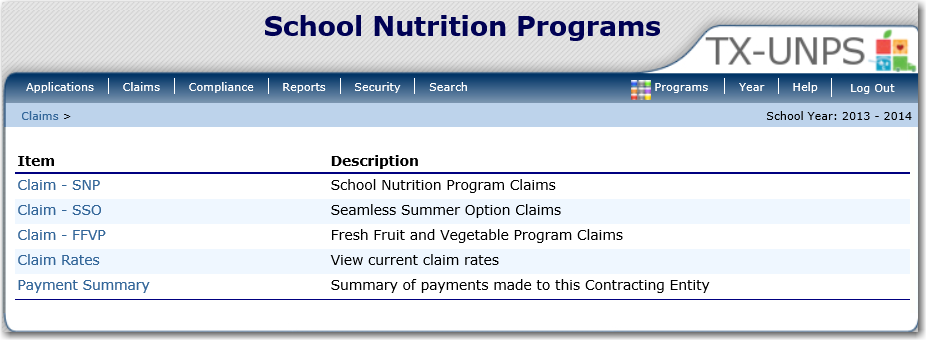 School Nutrition Programs
TX-UNPS
Applications Claims Compliance Reports Security Search Programs Year Help Log Out
Claims > School Year: 2013 - 2014
Item Description
Claim - SNP School Nutrition Program Claims
Claim - SSO Seamless Summer Option Claims
Claim - FFVP Fresh Fruit and Vegetable Program Claims
Claim Rates View current claim rates
Payment Summary Summary of payments made to this Contracting Entity